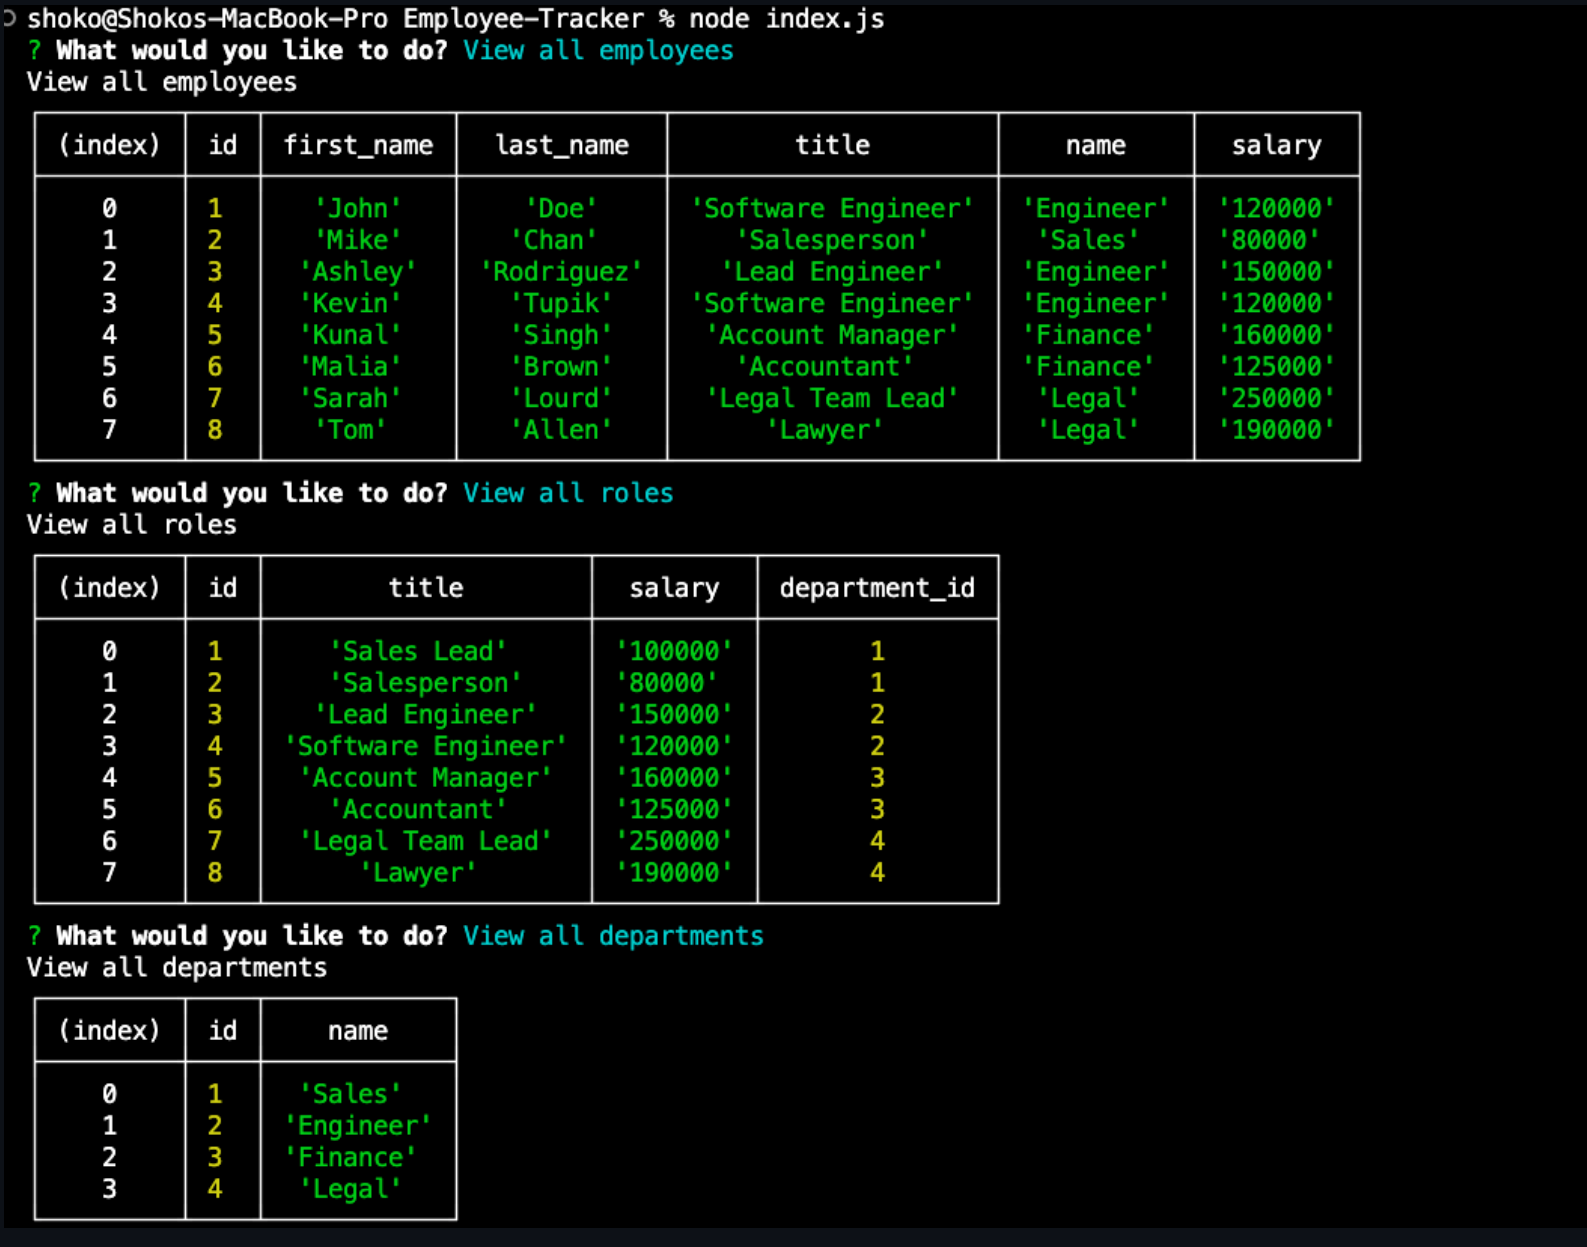 shoko@Shokos-MacBook-Pro Employee-Tracker % node index.js
? What would you like to do? View all employees
View all employees
(index) id first_name last_name title name salary
0 1 'John' 'Doe' 'Software Engineer' 'Engineer' '120000'
1 2 'Mike' 'Chan' 'Salesperson' 'Sales' '80000'
2 3 'Ashley' 'Rodriguez' 'Lead Engineer' 'Engineer' '150000'
3 4 'Kevin' 'Tupik' 'Software Engineer' 'Engineer' '120000'
4 5 'Kunal' 'Singh' 'Account Manager' 'Finance' '160000'
5 6 'Malia' 'Brown' 'Accountant' 'Finance' '125000'
6 7 'Sarah' 'Lourd' 'Legal Team Lead' 'Legal' '250000'
7 8 'Tom' 'Allen' 'Lawyer' 'Legal' '190000'
? What would you like to do? View all roles
View all roles
(index) id title salary department_id
0 1 'Sales Lead' '100000' 1
1 2 'Salesperson' '80000' 1
2 3 'Lead Engineer' '150000' 2
3 4 'Software Engineer' '120000' 2
4 5 'Account Manager' '160000' 3
5 6 'Accountant' '125000' 3
6 7 'Legal Team Lead' '250000' 4
7 8 'Lawyer' '190000' 4
? What would you like to do? View all departments
View all departments
(index) id name
0 1 'Sales'
1 2 'Engineer'
2 3 'Finance'
3 4 'Legal'